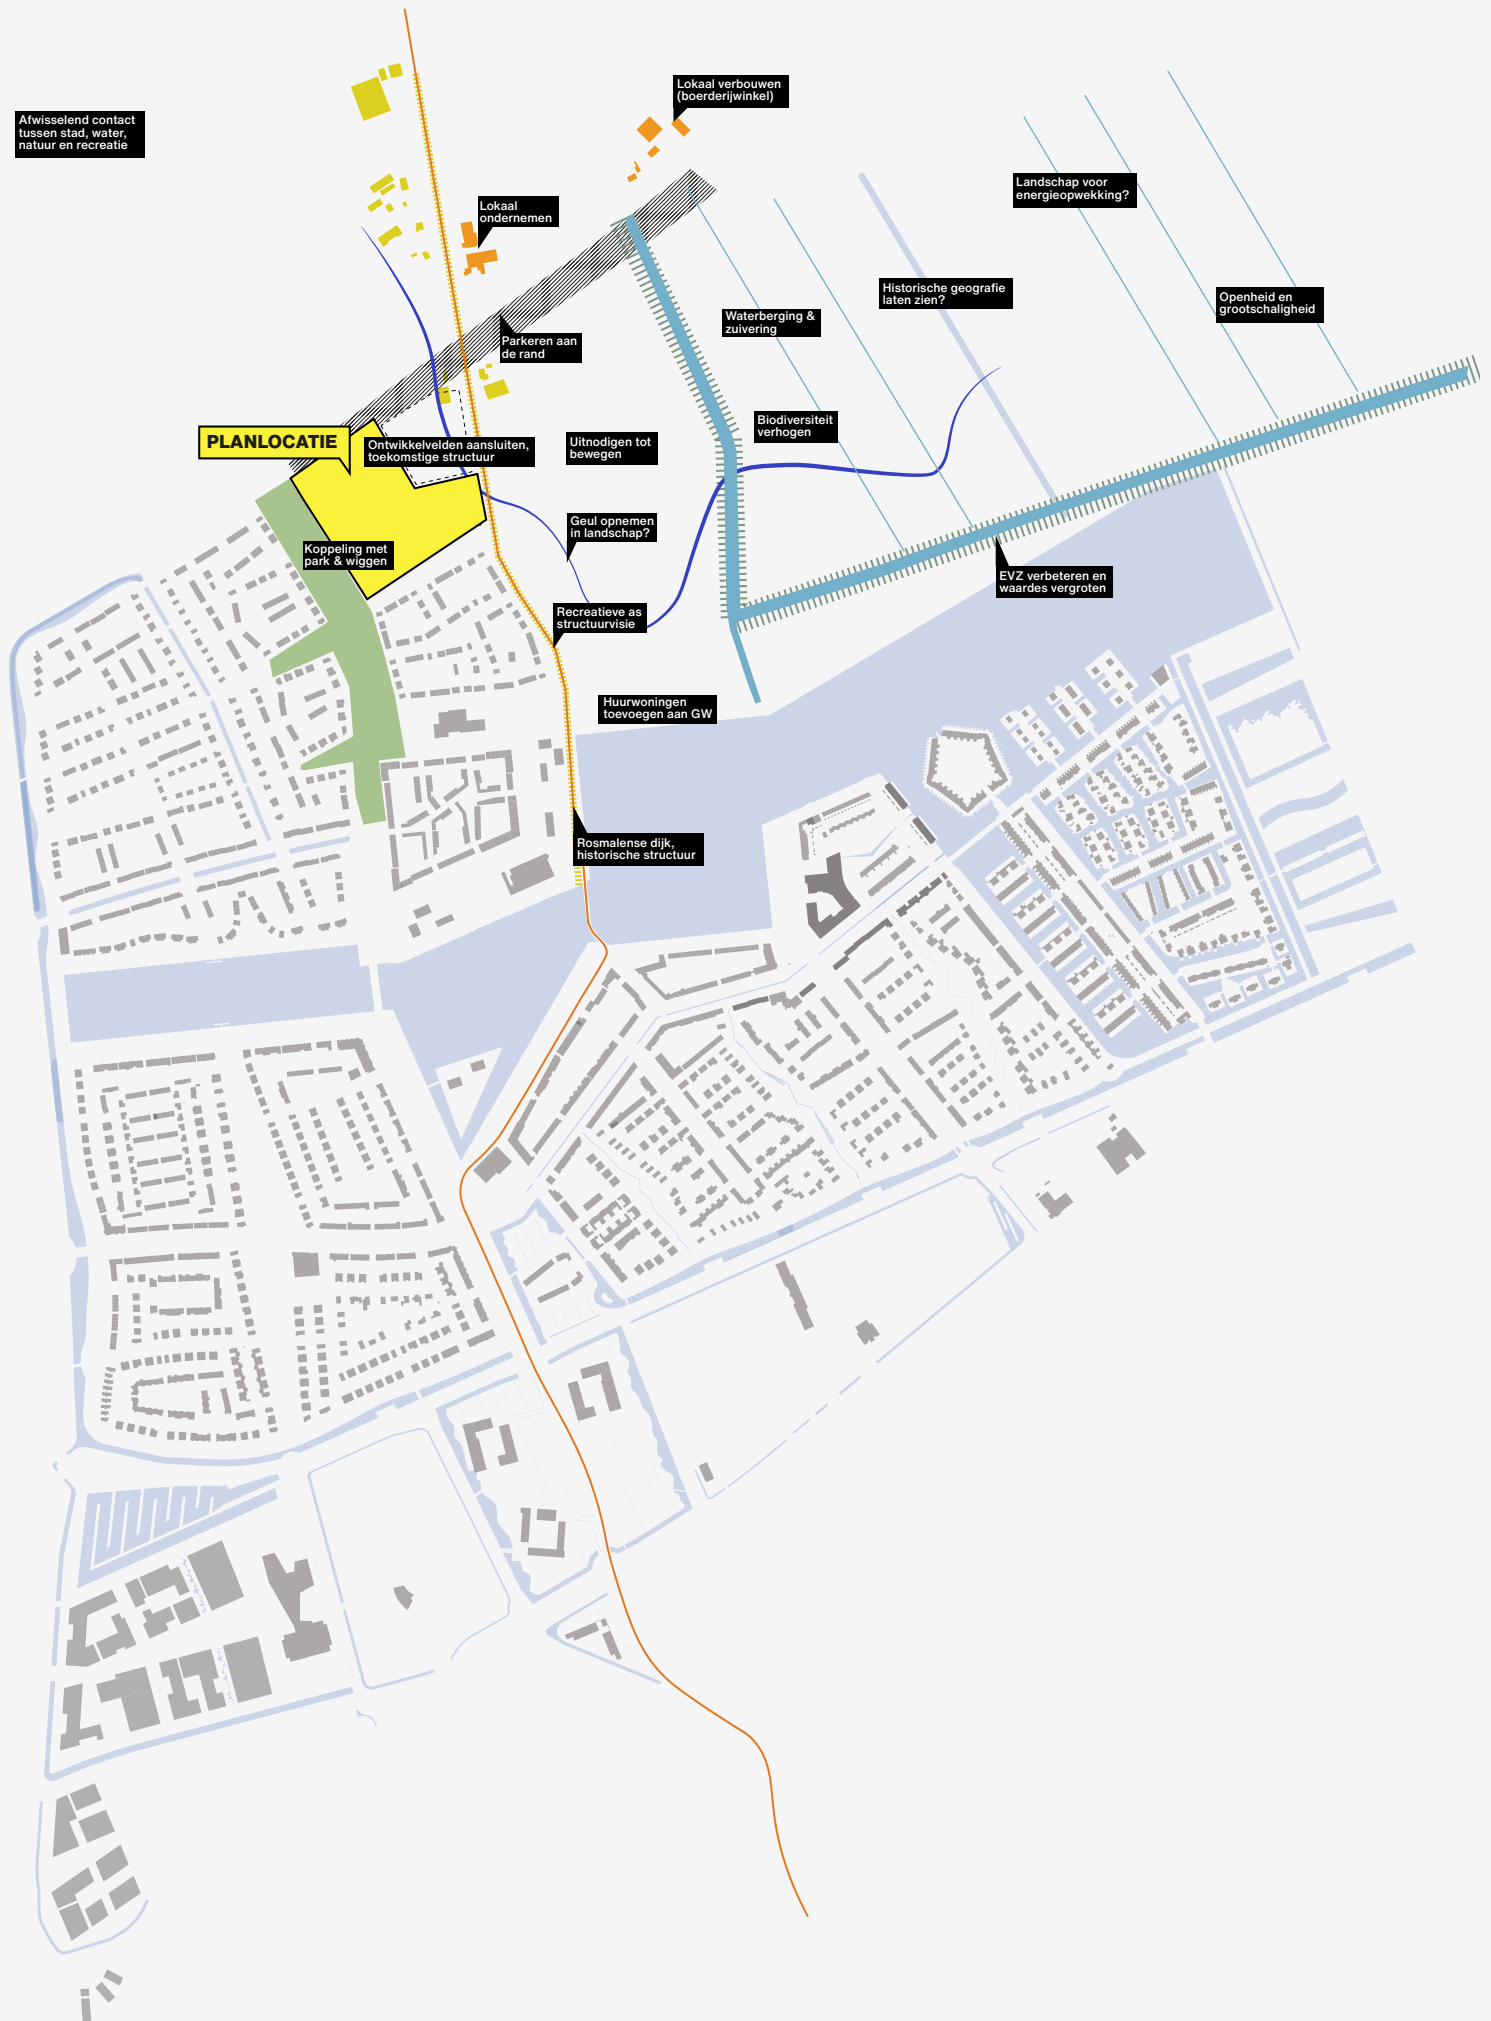 Lokaal verbouwen
(boerderijwinkel)
Afwisselend contact
tussen stad, water,
natuur en recreatie
Landschap voor
energieopwekking?
Lokaal
ondernemen
Historische geografie
laten zien?
Openheid en
grootschaligheid
Waterberging &
zuivering
Parkeren aan
de rand
Biodiversiteit
verhogen
PLANLOCATIE
Ontwikkelvelden aansluiten,
toekomstige structuur
Uitnodigen tot
bewegen
Geul opnemen
in landschap?
Koppeling met
park & wiggen
EVZ verbeteren en
waardes vergroten
Recreatieve as
structuurvisie
Huurwoningen
toevoegen aan GW
Rosmalense dijk,
historische structuur